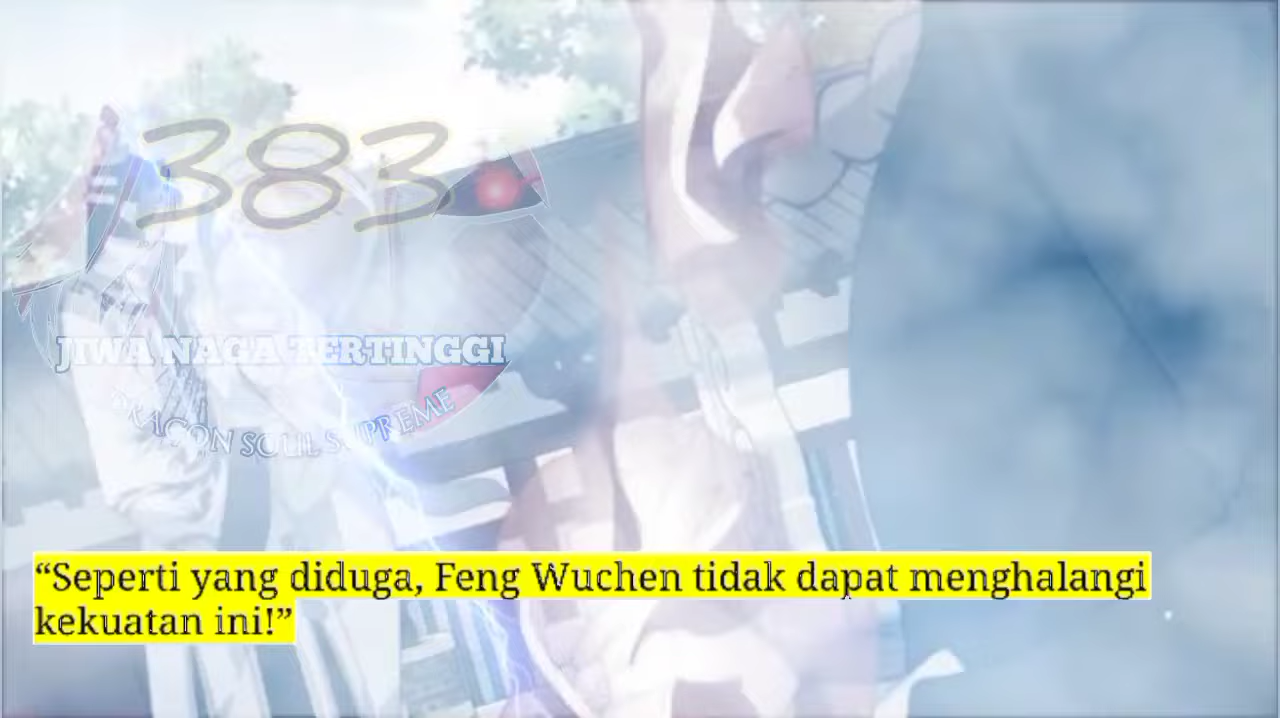 383
JIWA NAGA TERTINGGI
DRAGON SOUL SUPREME
“Seperti yang diduga, Feng Wuchen tidak dapat menghalangi
kekuatan ini!”